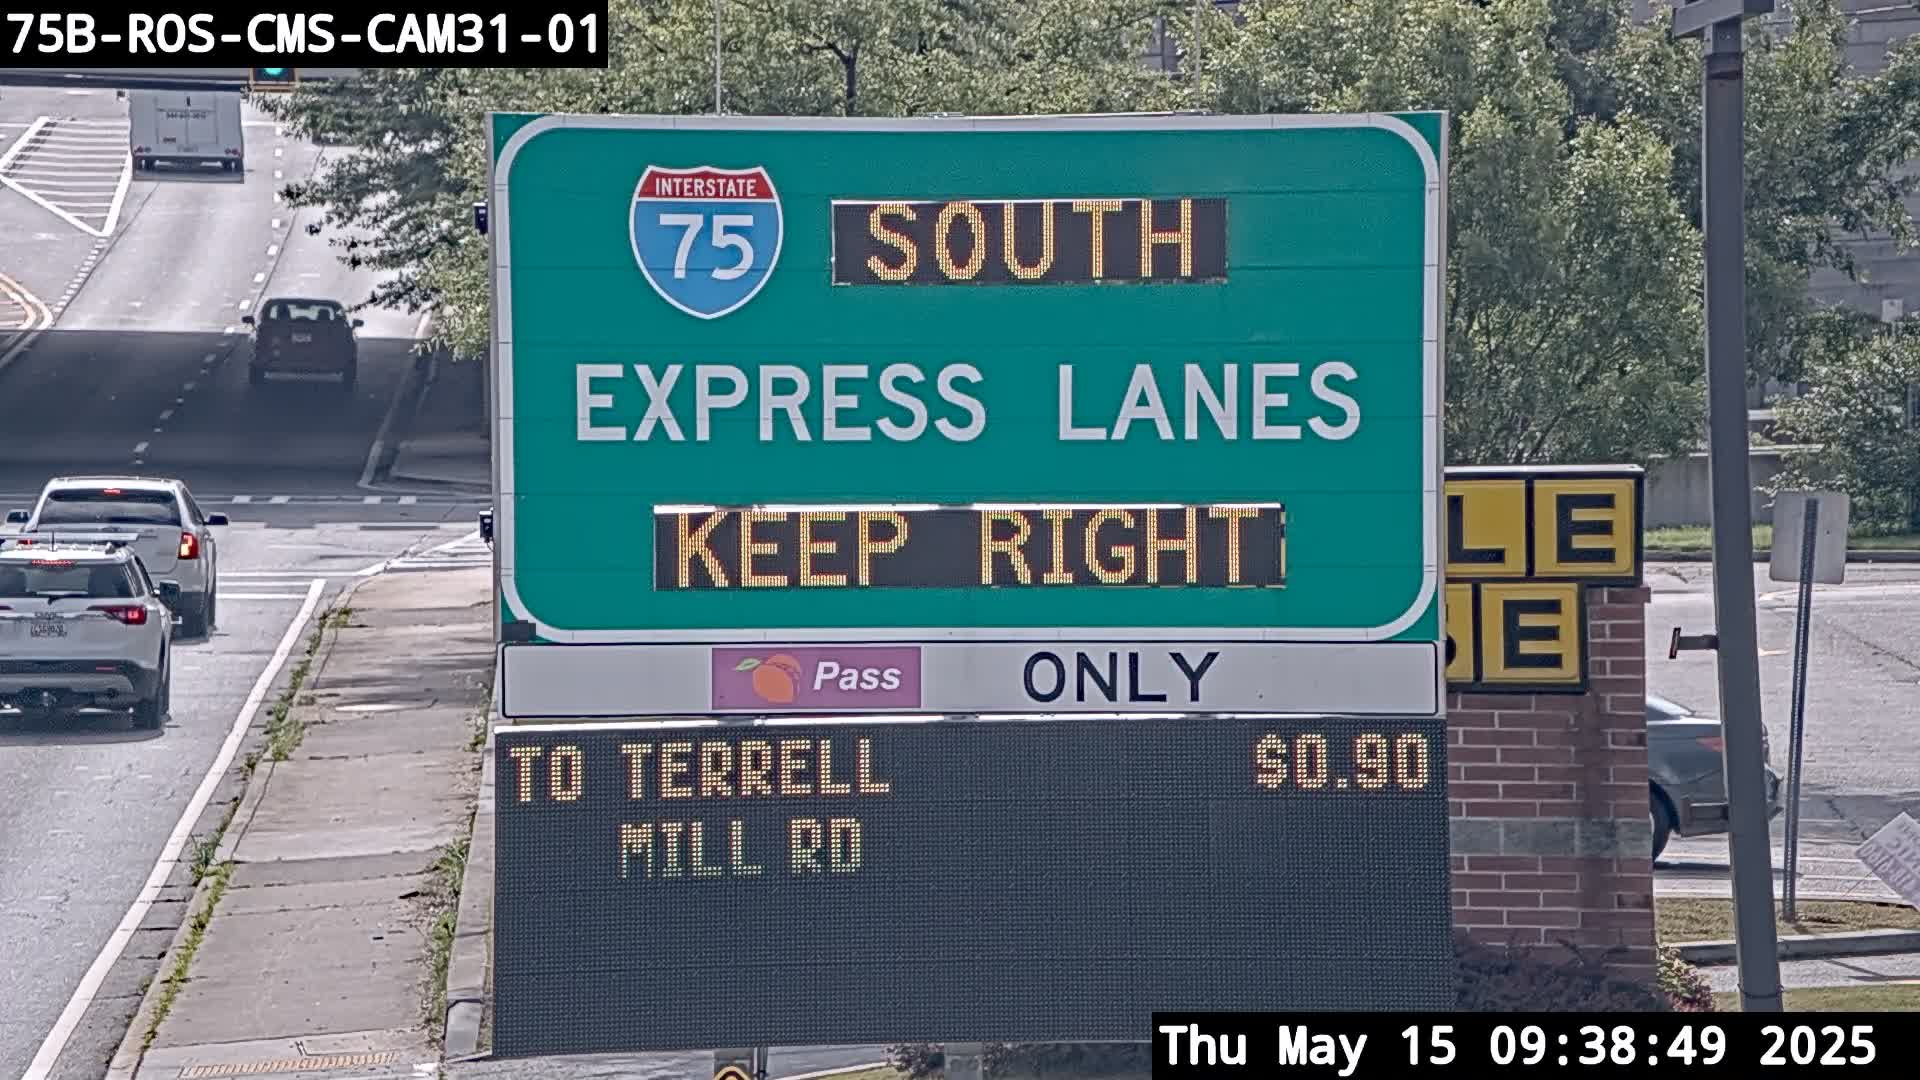 75B-ROS-CMS-CAM31-01
INTERSTATE
75
SOUTH
EXPRESS LANES
KEEP RIGHT
LE
E
Pass ONLY
TO TERRELL $0.90
MILL RD
Thu May 15 09:38:49 2025